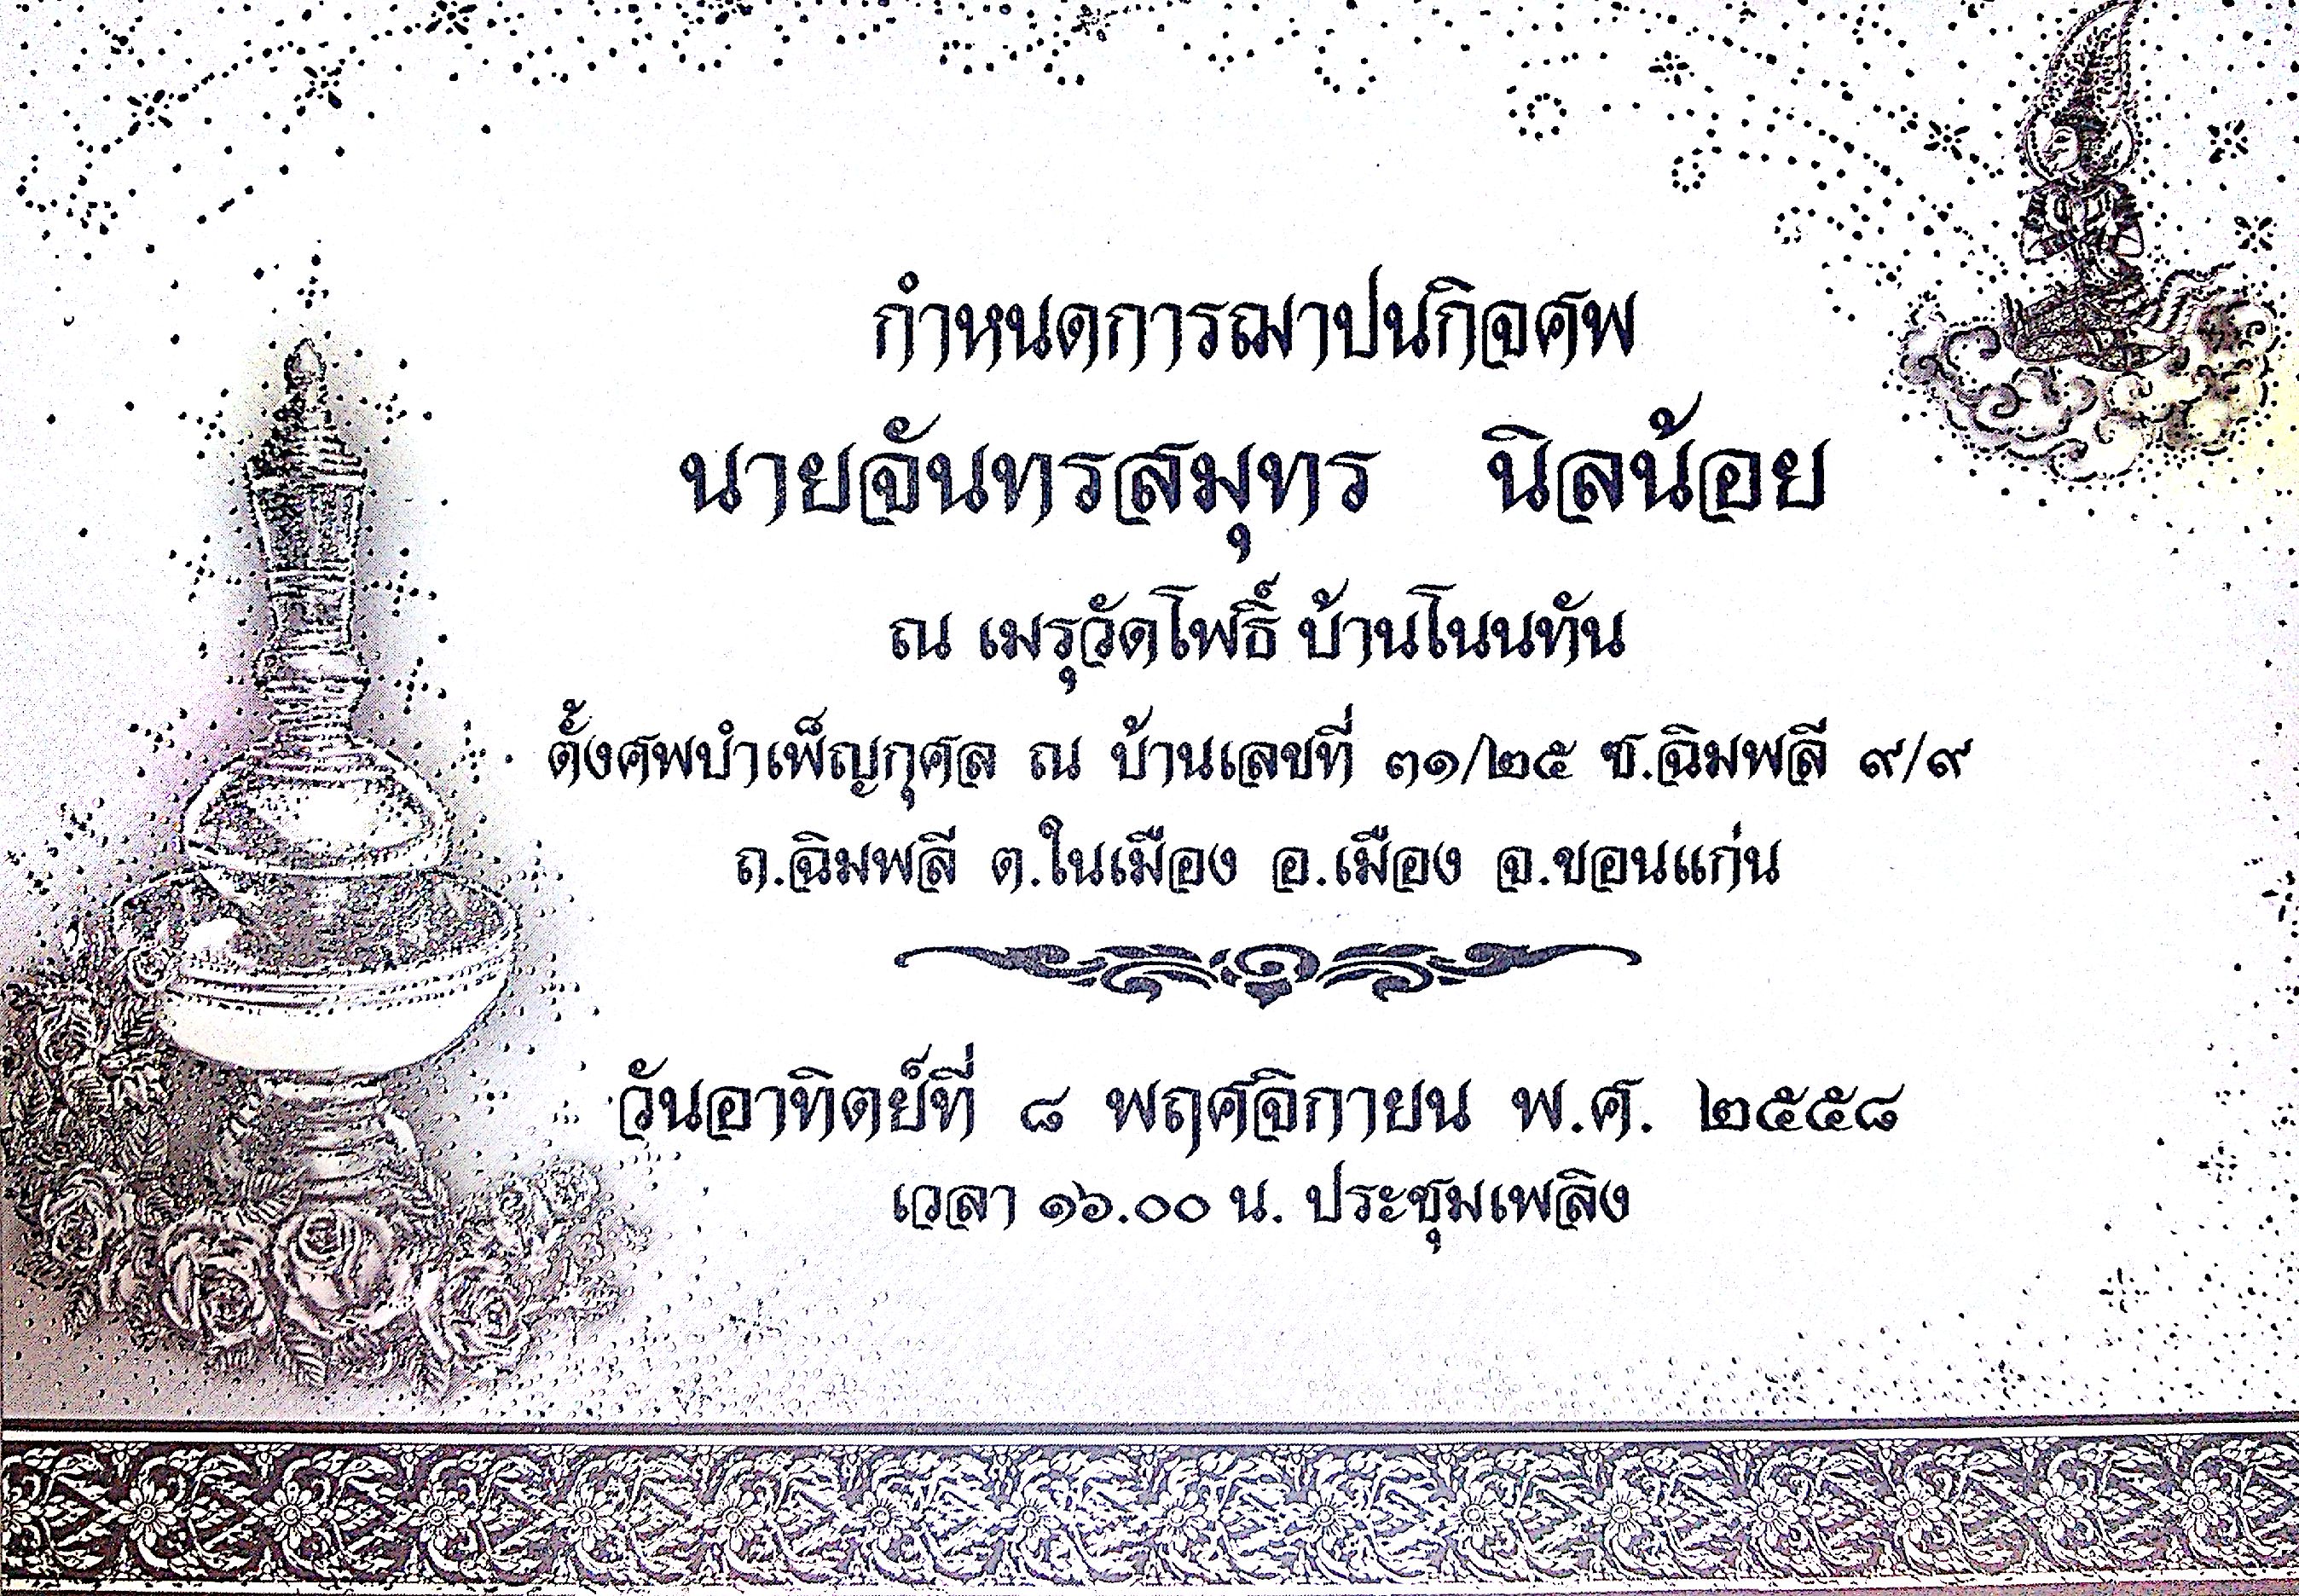 กำหนดการฌาปนกิจศพ
นายจันทรสมุทร นิลน้อย
ณ เมรุวัดโพธิ์ บ้านโนนทัน
ตั้งศพบำเพ็ญกุศล ณ บ้านเลขที่ ๓๑/๒๕ ซ.ฉิมพลี ๙/๙
ถ.ฉิมพลี ต.ในเมือง อ.เมือง จ.ขอนแก่น
วันอาทิตย์ที่ ๘ พฤศจิกายน พ.ศ. ๒๕๕๘
เวลา ๑๖.๐๐ น. ประชุมเพลิง